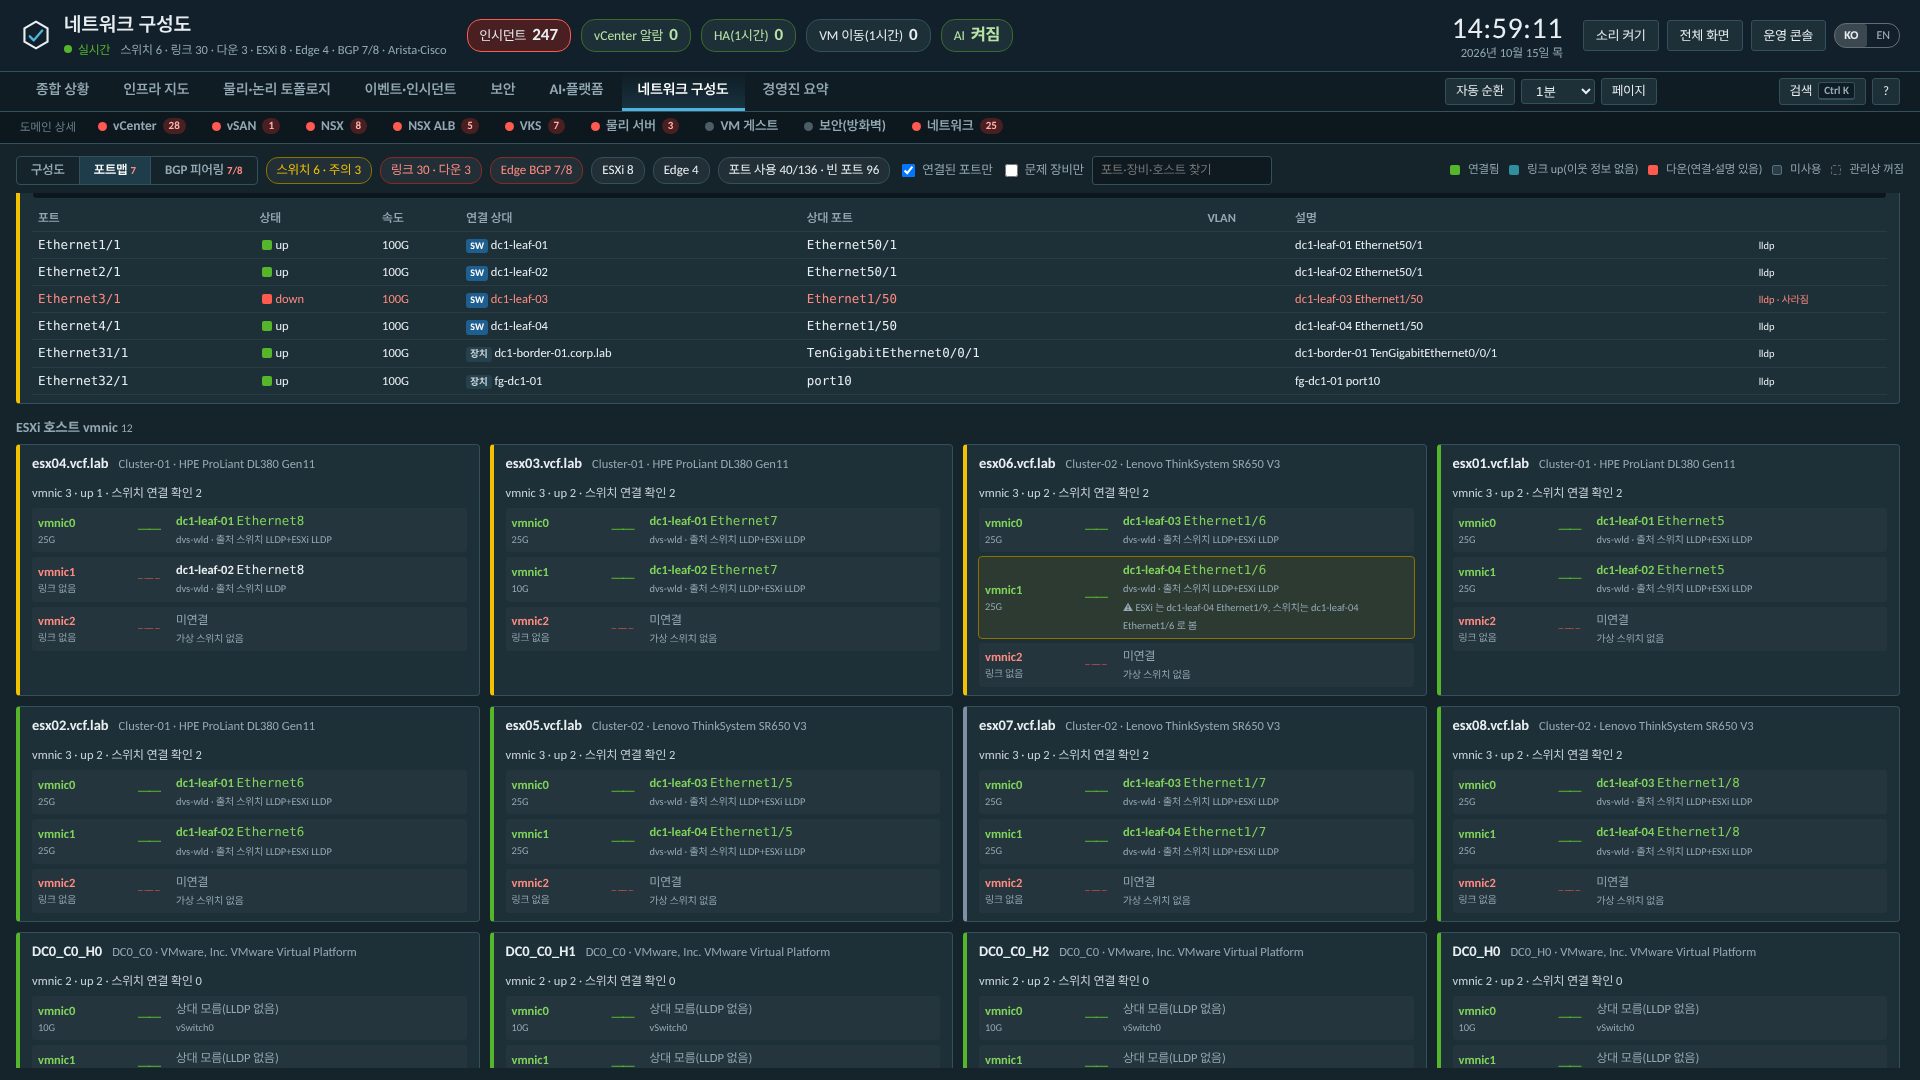 네트워크 구성도
실시간 스위치 6 · 링크 30 · 다운 3 · ESXi 8 · Edge 4 · BGP 7/8 · Arista·Cisco
인시던트 247
vCenter 알람 0
HA(1시간) 0
VM 이동(1시간) 0
AI 켜짐
14:59:11
2026년 10월 15일 목
소리 켜기
전체 화면
운영 콘솔
KO EN
종합 상황 인프라 지도 물리·논리 토폴로지 이벤트·인시던트 보안 AI·플랫폼 네트워크 구성도 경영진 요약
자동 순환 1분 페이지 검색 Ctrl K ?
도메인 상세 vCenter 28 vSAN 1 NSX 8 NSX ALB 5 VKS 7 물리 서버 3 VM 게스트 보안(방화벽) 네트워크 25
구성도 포트맵 7 BGP 피어링 7/8 스위치 6 · 주의 3 링크 30 · 다운 3 Edge BGP 7/8 ESXi 8 Edge 4 포트 사용 40/136 · 빈 포트 96 연결된 포트만 문제 장비만 포트·장비·호스트 찾기
연결됨 링크 up(이웃 정보 없음) 다운(연결·설명 있음) 미사용 관리상 꺼짐
포트 상태 속도 연결 상대 상대 포트 VLAN 설명
Ethernet1/1 up 100G SW dc1-leaf-01 Ethernet50/1 dc1-leaf-01 Ethernet50/1 lldp
Ethernet2/1 up 100G SW dc1-leaf-02 Ethernet50/1 dc1-leaf-02 Ethernet50/1 lldp
Ethernet3/1 down 100G SW dc1-leaf-03 Ethernet1/50 dc1-leaf-03 Ethernet1/50 lldp · 사라짐
Ethernet4/1 up 100G SW dc1-leaf-04 Ethernet1/50 dc1-leaf-04 Ethernet1/50 lldp
Ethernet31/1 up 100G 장치 dc1-border-01.corp.lab TenGigabitEthernet0/0/1 dc1-border-01 TenGigabitEthernet0/0/1 lldp
Ethernet32/1 up 100G 장치 fg-dc1-01 port10 fg-dc1-01 port10 lldp
ESXi 호스트 vmnic 12
esx04.vcf.lab Cluster-01 · HPE ProLiant DL380 Gen11
vmnic 3 · up 1 · 스위치 연결 확인 2
vmnic0 dc1-leaf-01 Ethernet8
25G dvs-wld · 출처 스위치 LLDP+ESXi LLDP
vmnic1 dc1-leaf-02 Ethernet8
링크 없음 dvs-wld · 출처 스위치 LLDP
vmnic2 미연결
링크 없음 가상 스위치 없음
esx03.vcf.lab Cluster-01 · HPE ProLiant DL380 Gen11
vmnic 3 · up 2 · 스위치 연결 확인 2
vmnic0 dc1-leaf-01 Ethernet7
25G dvs-wld · 출처 스위치 LLDP+ESXi LLDP
vmnic1 dc1-leaf-02 Ethernet7
10G dvs-wld · 출처 스위치 LLDP+ESXi LLDP
vmnic2 미연결
링크 없음 가상 스위치 없음
esx06.vcf.lab Cluster-02 · Lenovo ThinkSystem SR650 V3
vmnic 3 · up 2 · 스위치 연결 확인 2
vmnic0 dc1-leaf-03 Ethernet1/6
25G dvs-wld · 출처 스위치 LLDP+ESXi LLDP
vmnic1 dc1-leaf-04 Ethernet1/6
25G dvs-wld · 출처 스위치 LLDP+ESXi LLDP
⚠ ESXi 는 dc1-leaf-04 Ethernet1/9, 스위치는 dc1-leaf-04
Ethernet1/6 로 봄
vmnic2 미연결
링크 없음 가상 스위치 없음
esx01.vcf.lab Cluster-01 · HPE ProLiant DL380 Gen11
vmnic 3 · up 2 · 스위치 연결 확인 2
vmnic0 dc1-leaf-01 Ethernet5
25G dvs-wld · 출처 스위치 LLDP+ESXi LLDP
vmnic1 dc1-leaf-02 Ethernet5
25G dvs-wld · 출처 스위치 LLDP+ESXi LLDP
vmnic2 미연결
링크 없음 가상 스위치 없음
esx02.vcf.lab Cluster-01 · HPE ProLiant DL380 Gen11
vmnic 3 · up 2 · 스위치 연결 확인 2
vmnic0 dc1-leaf-01 Ethernet6
25G dvs-wld · 출처 스위치 LLDP+ESXi LLDP
vmnic1 dc1-leaf-02 Ethernet6
25G dvs-wld · 출처 스위치 LLDP+ESXi LLDP
vmnic2 미연결
링크 없음 가상 스위치 없음
esx05.vcf.lab Cluster-02 · Lenovo ThinkSystem SR650 V3
vmnic 3 · up 2 · 스위치 연결 확인 2
vmnic0 dc1-leaf-03 Ethernet1/5
25G dvs-wld · 출처 스위치 LLDP+ESXi LLDP
vmnic1 dc1-leaf-04 Ethernet1/5
25G dvs-wld · 출처 스위치 LLDP+ESXi LLDP
vmnic2 미연결
링크 없음 가상 스위치 없음
esx07.vcf.lab Cluster-02 · Lenovo ThinkSystem SR650 V3
vmnic 3 · up 2 · 스위치 연결 확인 2
vmnic0 dc1-leaf-03 Ethernet1/7
25G dvs-wld · 출처 스위치 LLDP+ESXi LLDP
vmnic1 dc1-leaf-04 Ethernet1/7
25G dvs-wld · 출처 스위치 LLDP+ESXi LLDP
vmnic2 미연결
링크 없음 가상 스위치 없음
esx08.vcf.lab Cluster-02 · Lenovo ThinkSystem SR650 V3
vmnic 3 · up 2 · 스위치 연결 확인 2
vmnic0 dc1-leaf-03 Ethernet1/8
25G dvs-wld · 출처 스위치 LLDP+ESXi LLDP
vmnic1 dc1-leaf-04 Ethernet1/8
25G dvs-wld · 출처 스위치 LLDP+ESXi LLDP
vmnic2 미연결
링크 없음 가상 스위치 없음
DC0_C0_H0 DC0_C0 · VMware, Inc. VMware Virtual Platform
vmnic 2 · up 2 · 스위치 연결 확인 0
vmnic0 상대 모름(LLDP 없음)
10G vSwitch0
vmnic1 상대 모름(LLDP 없음)
DC0_C0_H1 DC0_C0 · VMware, Inc. VMware Virtual Platform
vmnic 2 · up 2 · 스위치 연결 확인 0
vmnic0 상대 모름(LLDP 없음)
10G vSwitch0
vmnic1 상대 모름(LLDP 없음)
DC0_C0_H2 DC0_C0 · VMware, Inc. VMware Virtual Platform
vmnic 2 · up 2 · 스위치 연결 확인 0
vmnic0 상대 모름(LLDP 없음)
10G vSwitch0
vmnic1 상대 모름(LLDP 없음)
DC0_H0 DC0_H0 · VMware, Inc. VMware Virtual Platform
vmnic 2 · up 2 · 스위치 연결 확인 0
vmnic0 상대 모름(LLDP 없음)
10G vSwitch0
vmnic1 상대 모름(LLDP 없음)